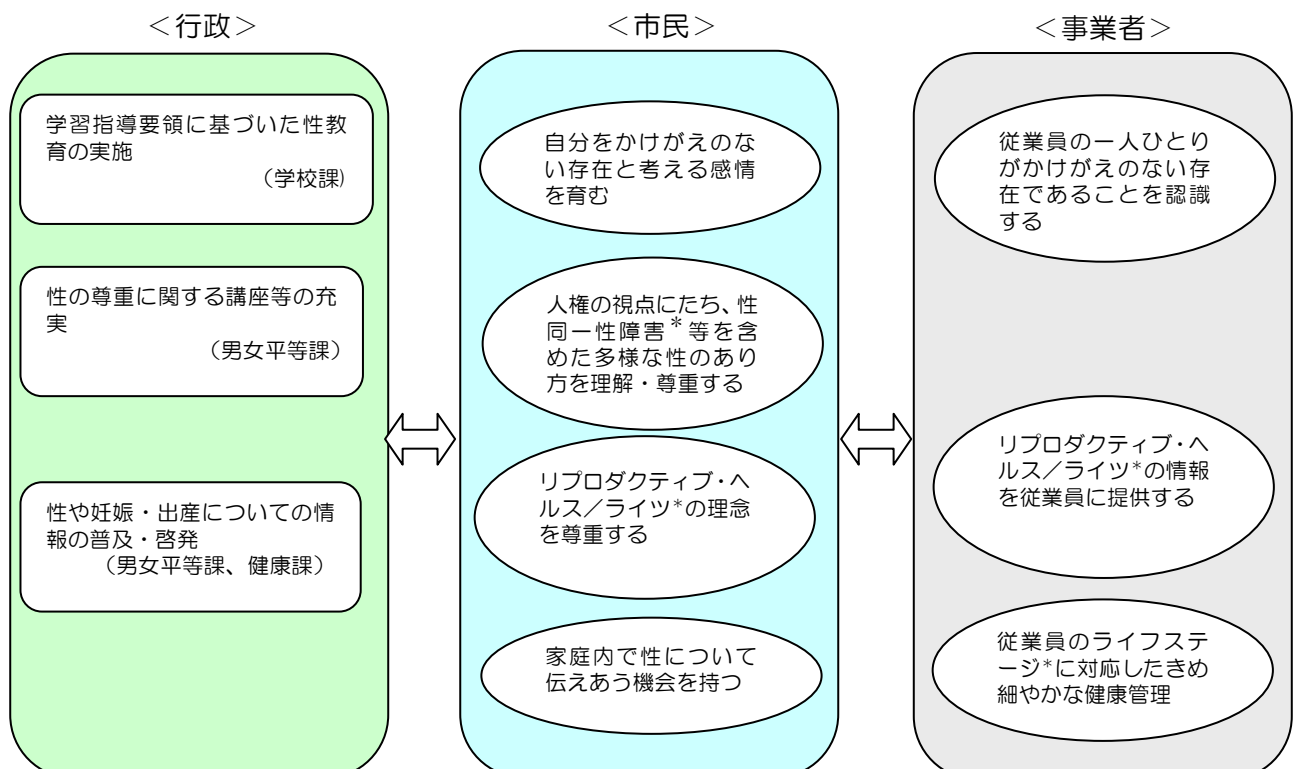 ＜行政＞
学習指導要領に基づいた性教
育の実施
（学校課)
性の尊重に関する講座等の充
実
（男女平等課）
性や妊娠・出産についての情
報の普及・啓発
（男女平等課、健康課）
＜市民＞
自分をかけがえのな
い存在と考える感情
を育む
人権の視点にたち、性
同一性障害＊等を含
めた多様な性のあり
方を理解・尊重する
リプロダクティブ・ヘ
ルス／ライツ*の理念
を尊重する
家庭内で性について
伝えあう機会を持つ
＜事業者＞
従業員の一人ひとり
がかけがえのない存
在であることを認識
する
リプロダクティブ・ヘ
ルス／ライツ*の情報
を従業員に提供する
従業員のライフステ
ージ*に対応したきめ
細やかな健康管理